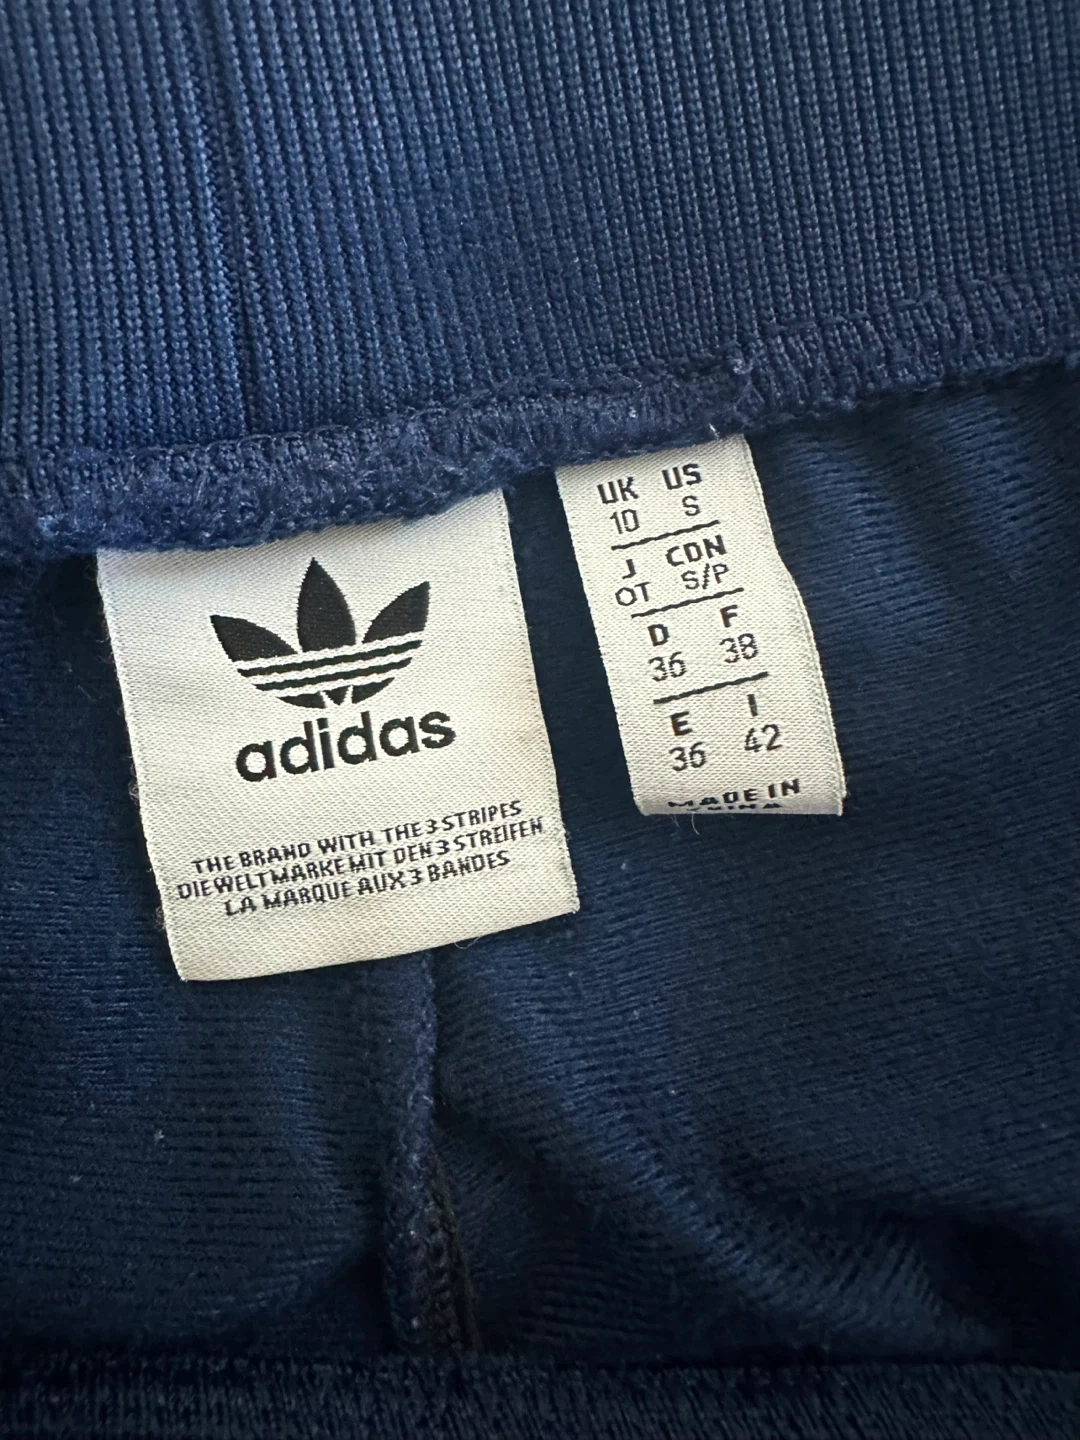 adidas
THE BRAND WITH THE 3 STRIPES
DIE WELTMARKE MIT DEN 3 STREIFEN
LA MARQUE AUX 3 BANDES
UK US
10 S
J CDN
OT S/P
D F
36 38
E I
36 42
MADE IN